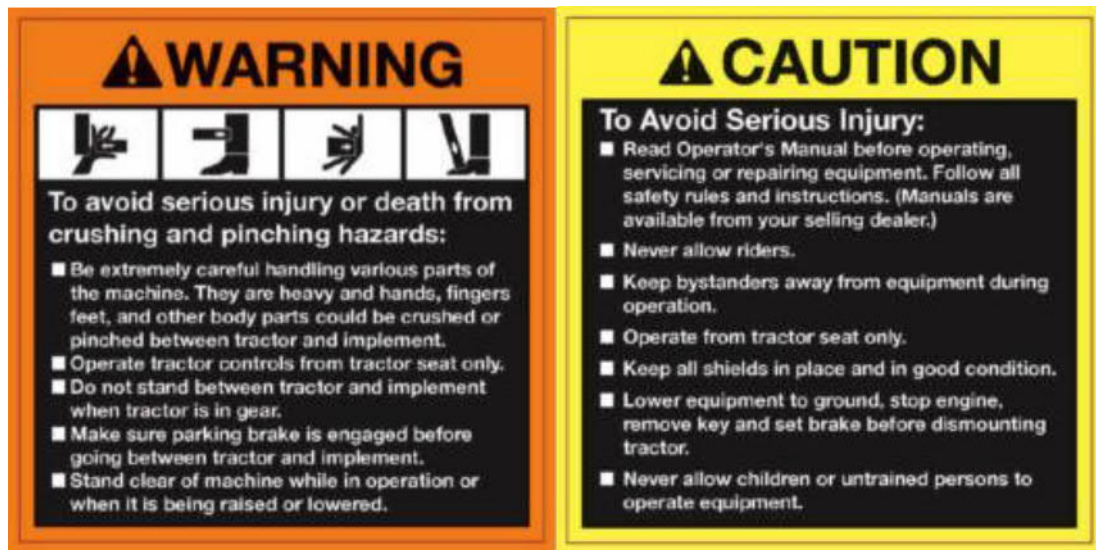 WARNING
To avoid serious injury or death from
crushing and pinching hazards:
■ Be extremely careful handling various parts of
the machine. They are heavy and hands, fingers
feet, and other body parts could be crushed or
pinched between tractor and implement.
■ Operate tractor controls from tractor seat only.
■ Do not stand between tractor and implement
when tractor is in gear.
■ Make sure parking brake is engaged before
going between tractor and implement.
■ Stand clear of machine while in operation or
when it is being raised or lowered.
CAUTION
To Avoid Serious Injury:
■ Read Operator's Manual before operating,
servicing or repairing equipment. Follow all
safety rules and instructions. (Manuals are
available from your selling dealer.)
■ Never allow riders.
■ Keep bystanders away from equipment during
operation.
■ Operate from tractor seat only.
■ Keep all shields in place and in good condition.
■ Lower equipment to ground, stop engine,
remove key and set brake before dismounting
tractor.
■ Never allow children or untrained persons to
operate equipment.